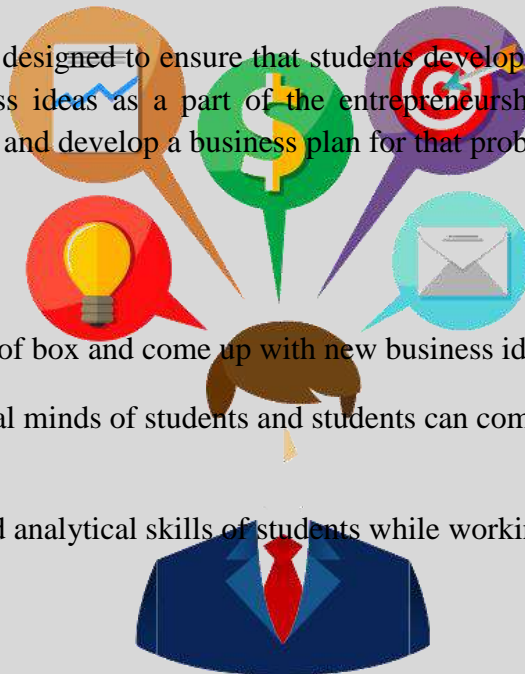 designed to ensure that students develop
ss ideas as a part of the entrepreneursh
and develop a business plan for that prob
of box and come up with new business id
al minds of students and students can com
d analytical skills of students while workin